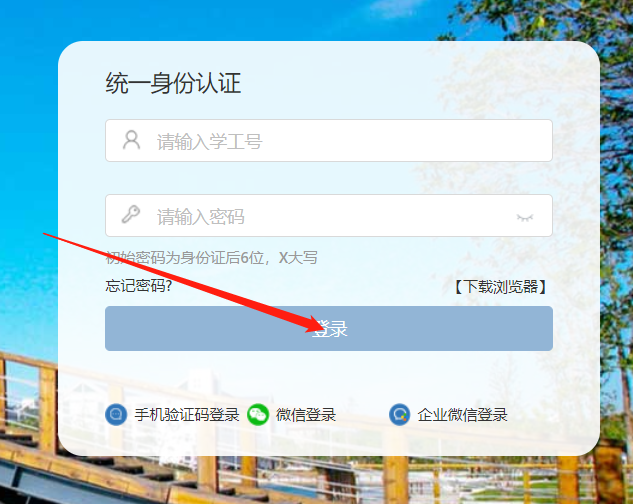 统一身份认证
请输入学工号
请输入密码
初始密码为身份证后6位，X大写
忘记密码?
【下载浏览器】
登录
手机验证码登录 微信登录 企业微信登录